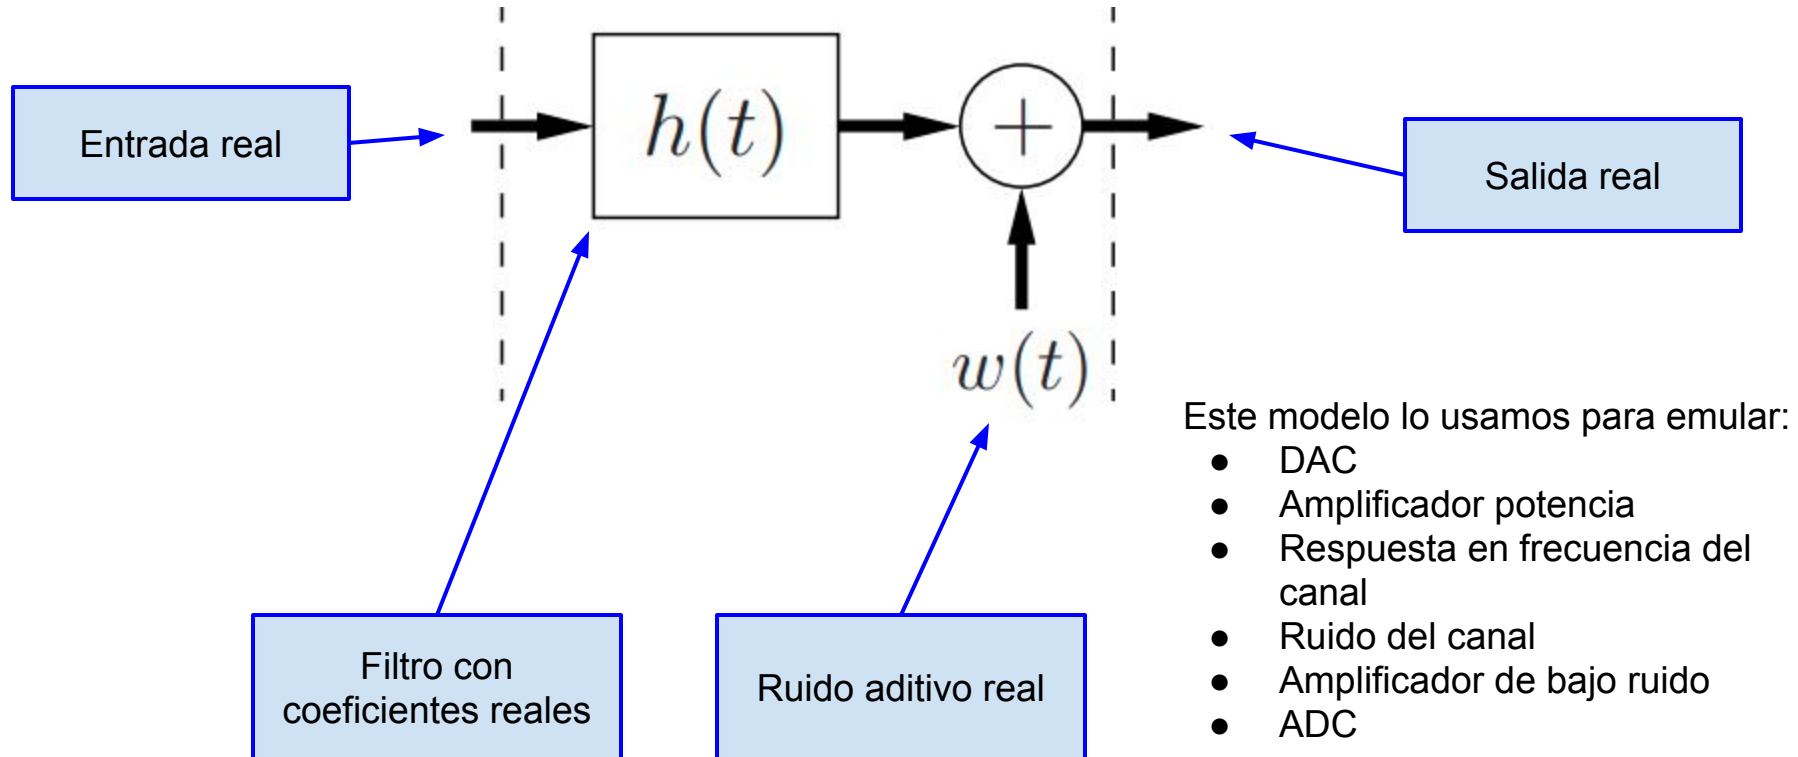 Entrada real
h(t)
+
Salida real
w(t)
Este modelo lo usamos para emular:
● DAC
● Amplificador potencia
● Respuesta en frecuencia del
canal
● Ruido del canal
● Amplificador de bajo ruido
● ADC
Filtro con
coeficientes reales
Ruido aditivo real